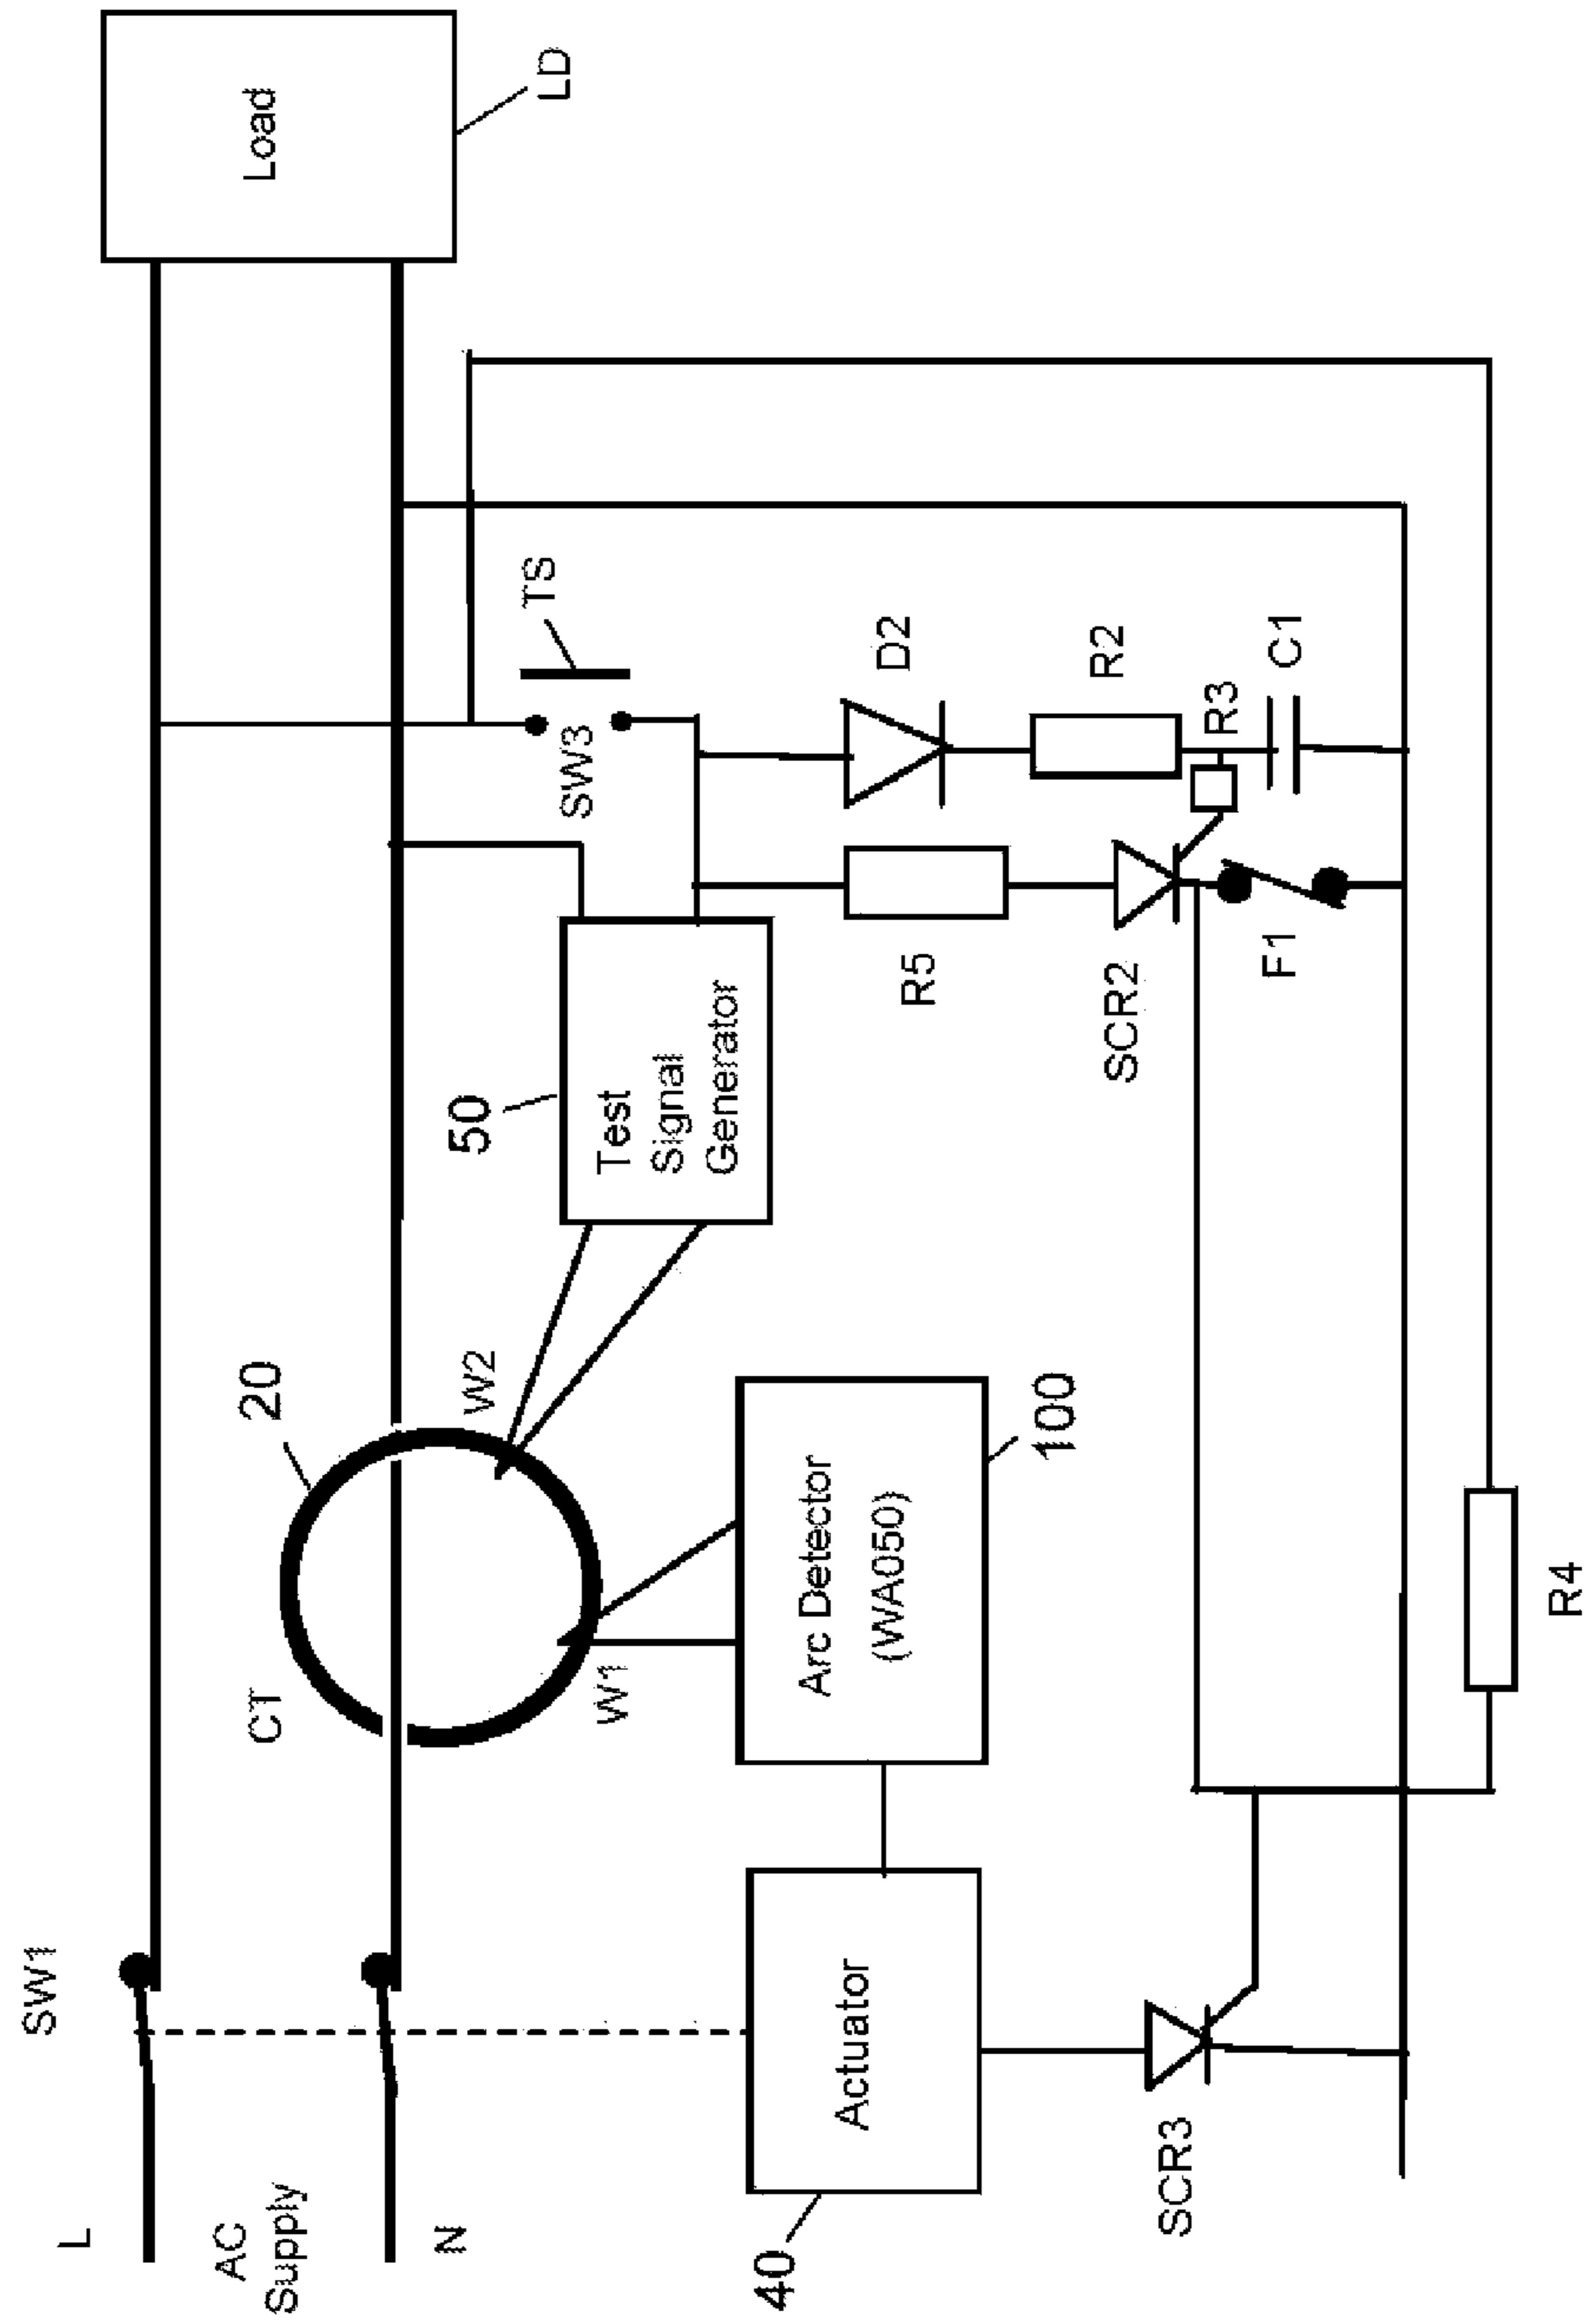 SW1
L
AC
Supply
N
CT
20
W1
W2
Load
LD
TS
SW3
50
Test
Signal
Generator
Arc Detector
(WA050)
100
40
Actuator
D2
R2
R3
C1
R5
SCR2
F1
SCR3
R4